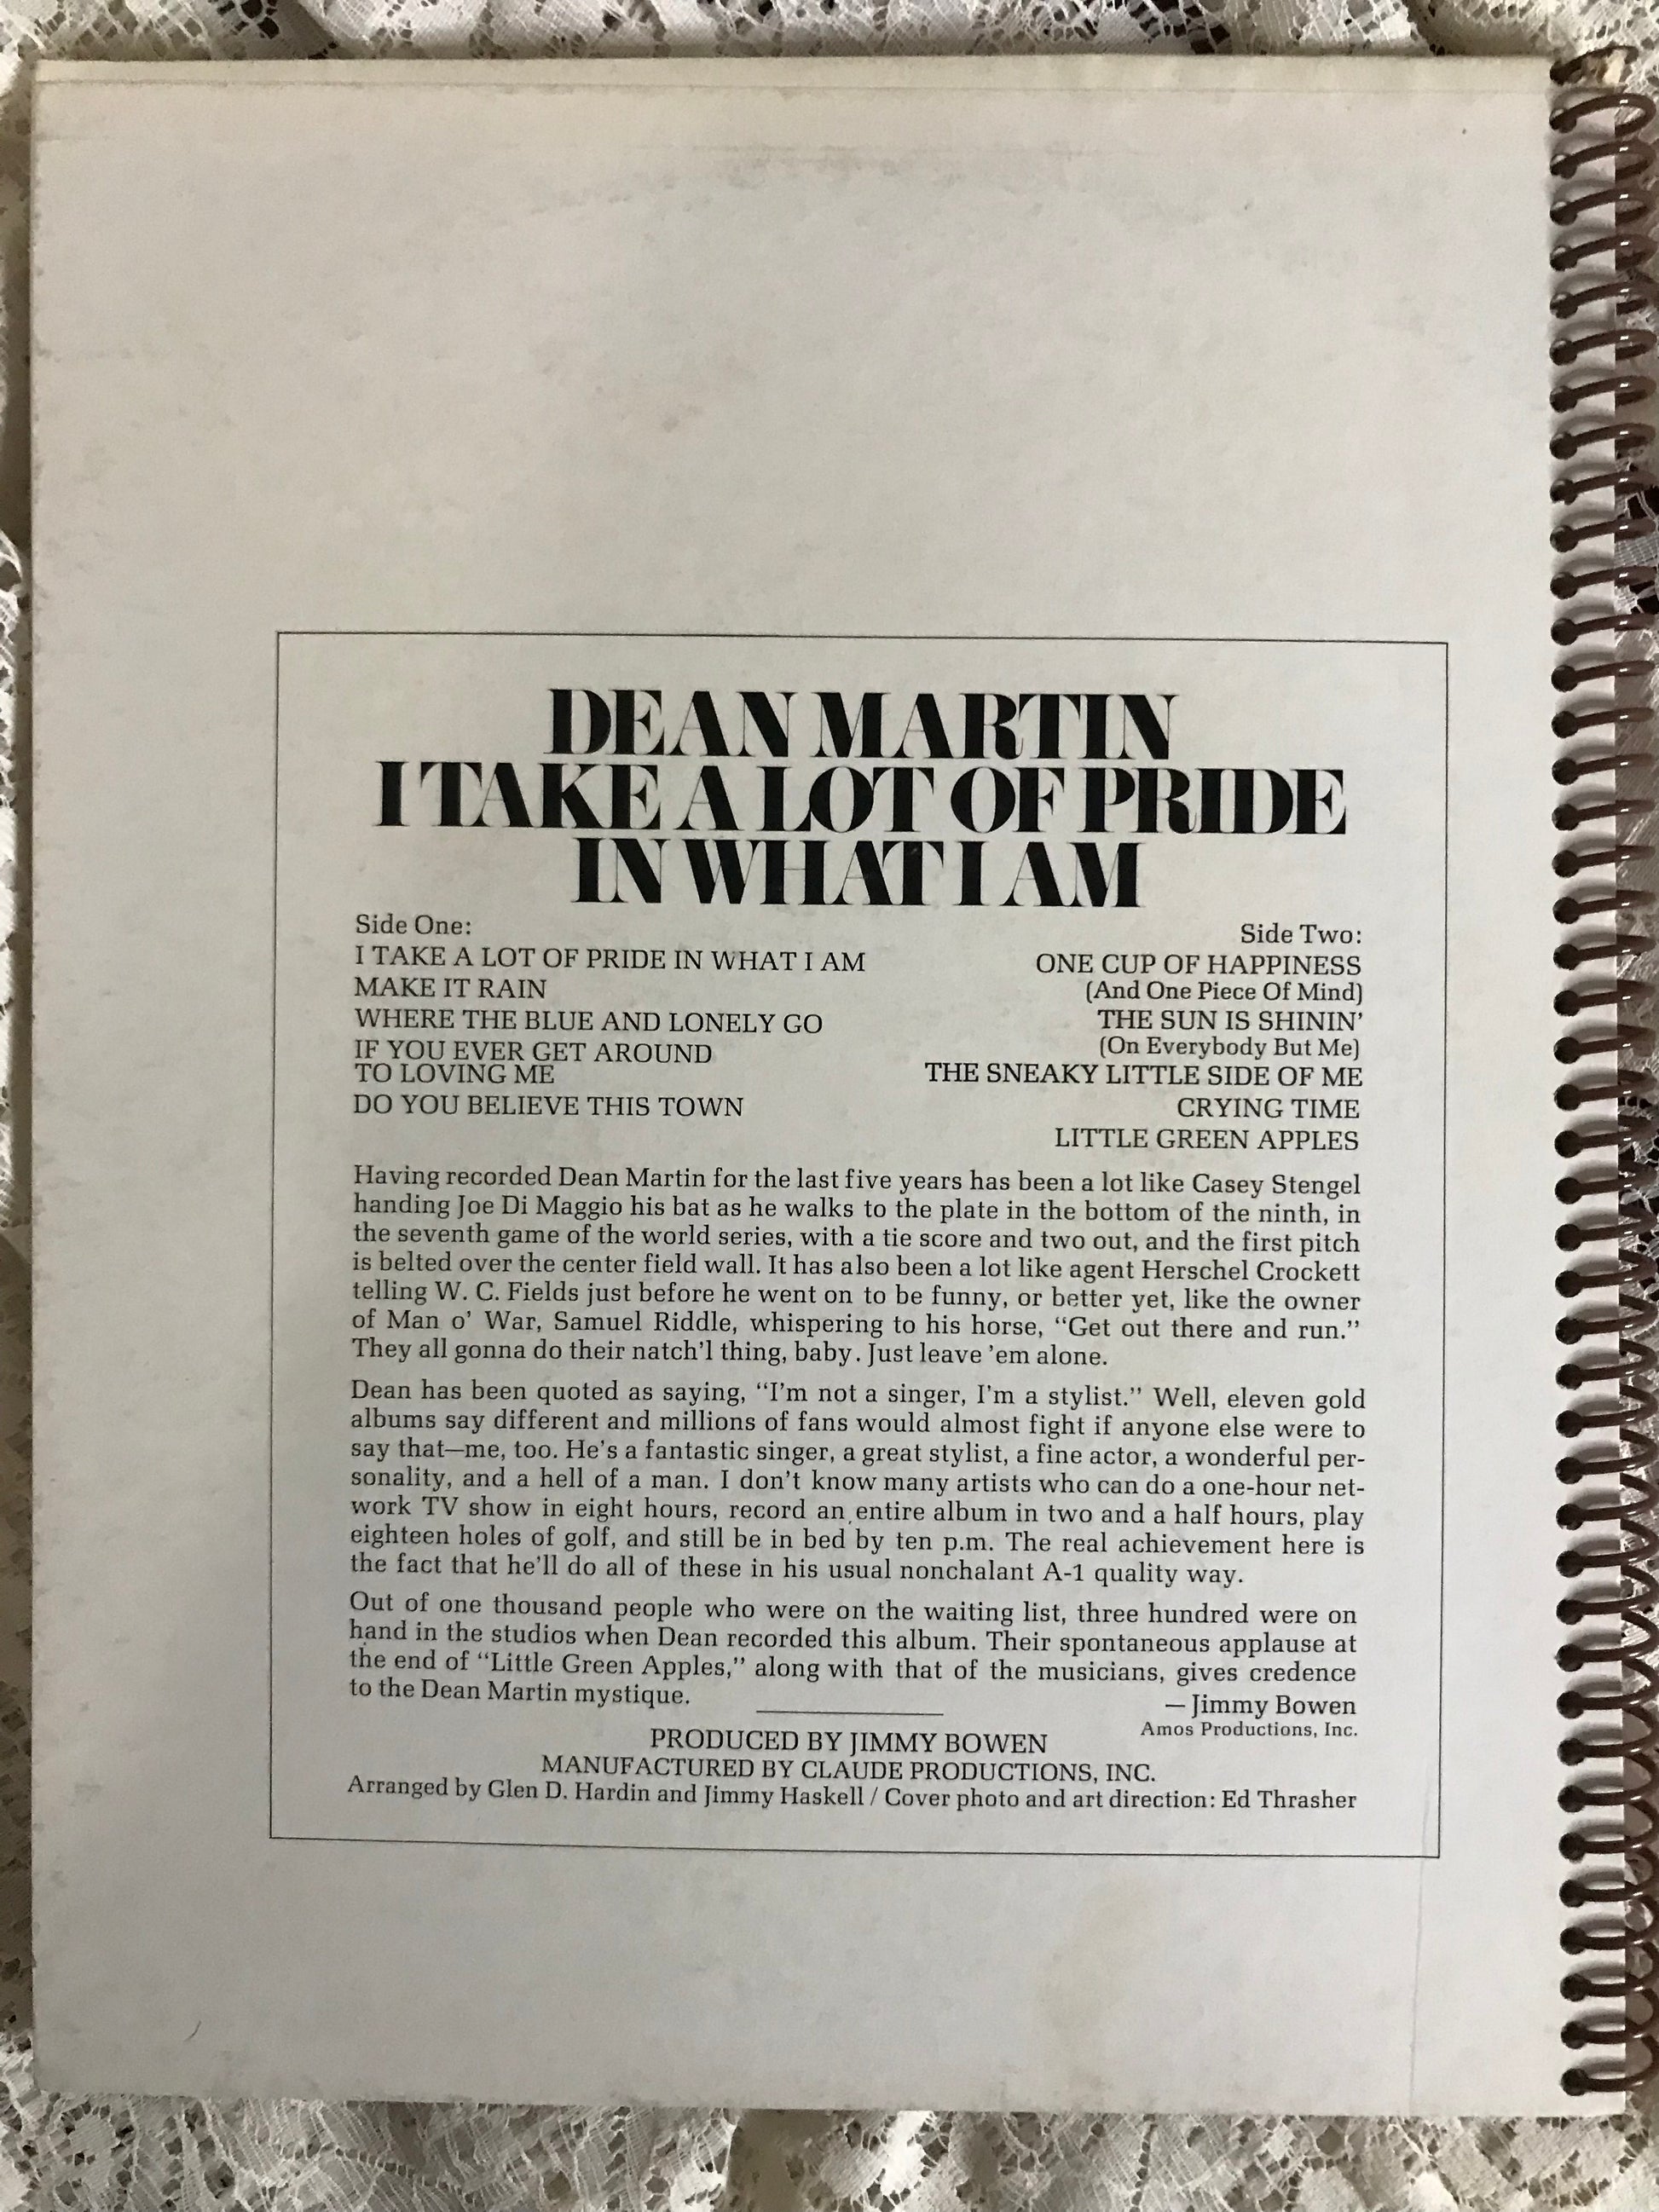 DEAN MARTIN
I TAKE A LOT OF PRIDE
IN WHAT I AM
Side One:
I TAKE A LOT OF PRIDE IN WHAT I AM
MAKE IT RAIN
WHERE THE BLUE AND LONELY GO
IF YOU EVER GET AROUND
TO LOVING ME
DO YOU BELIEVE THIS TOWN
Side Two:
ONE CUP OF HAPPINESS
(And One Piece Of Mind)
THE SUN IS SHININ'
(On Everybody But Me)
THE SNEAKY LITTLE SIDE OF ME
CRYING TIME
LITTLE GREEN APPLES
Having recorded Dean Martin for the last five years has been a lot like Casey Stengel
handing Joe Di Maggio his bat as he walks to the plate in the bottom of the ninth, in
the seventh game of the world series, with a tie score and two out, and the first pitch
is belted over the center field wall. It has also been a lot like agent Herschel Crockett
telling W. C. Fields just before he went on to be funny, or better yet, like the owner
of Man o' War, Samuel Riddle, whispering to his horse, "Get out there and run."
They all gonna do their natch'l thing, baby. Just leave 'em alone.
Dean has been quoted as saying, "I'm not a singer, I'm a stylist." Well, eleven gold
albums say different and millions of fans would almost fight if anyone else were to
say that—me, too. He's a fantastic singer, a great stylist, a fine actor, a wonderful per-
sonality, and a hell of a man. I don't know many artists who can do a one-hour net-
work TV show in eight hours, record an entire album in two and a half hours, play
eighteen holes of golf, and still be in bed by ten p.m. The real achievement here is
the fact that he'll do all of these in his usual nonchalant A-1 quality way.
Out of one thousand people who were on the waiting list, three hundred were on
hand in the studios when Dean recorded this album. Their spontaneous applause at
the end of "Little Green Apples," along with that of the musicians, gives credence
to the Dean Martin mystique.
— Jimmy Bowen
Amos Productions, Inc.
PRODUCED BY JIMMY BOWEN
MANUFACTURED BY CLAUDE PRODUCTIONS, INC.
Arranged by Glen D. Hardin and Jimmy Haskell / Cover photo and art direction: Ed Thrasher